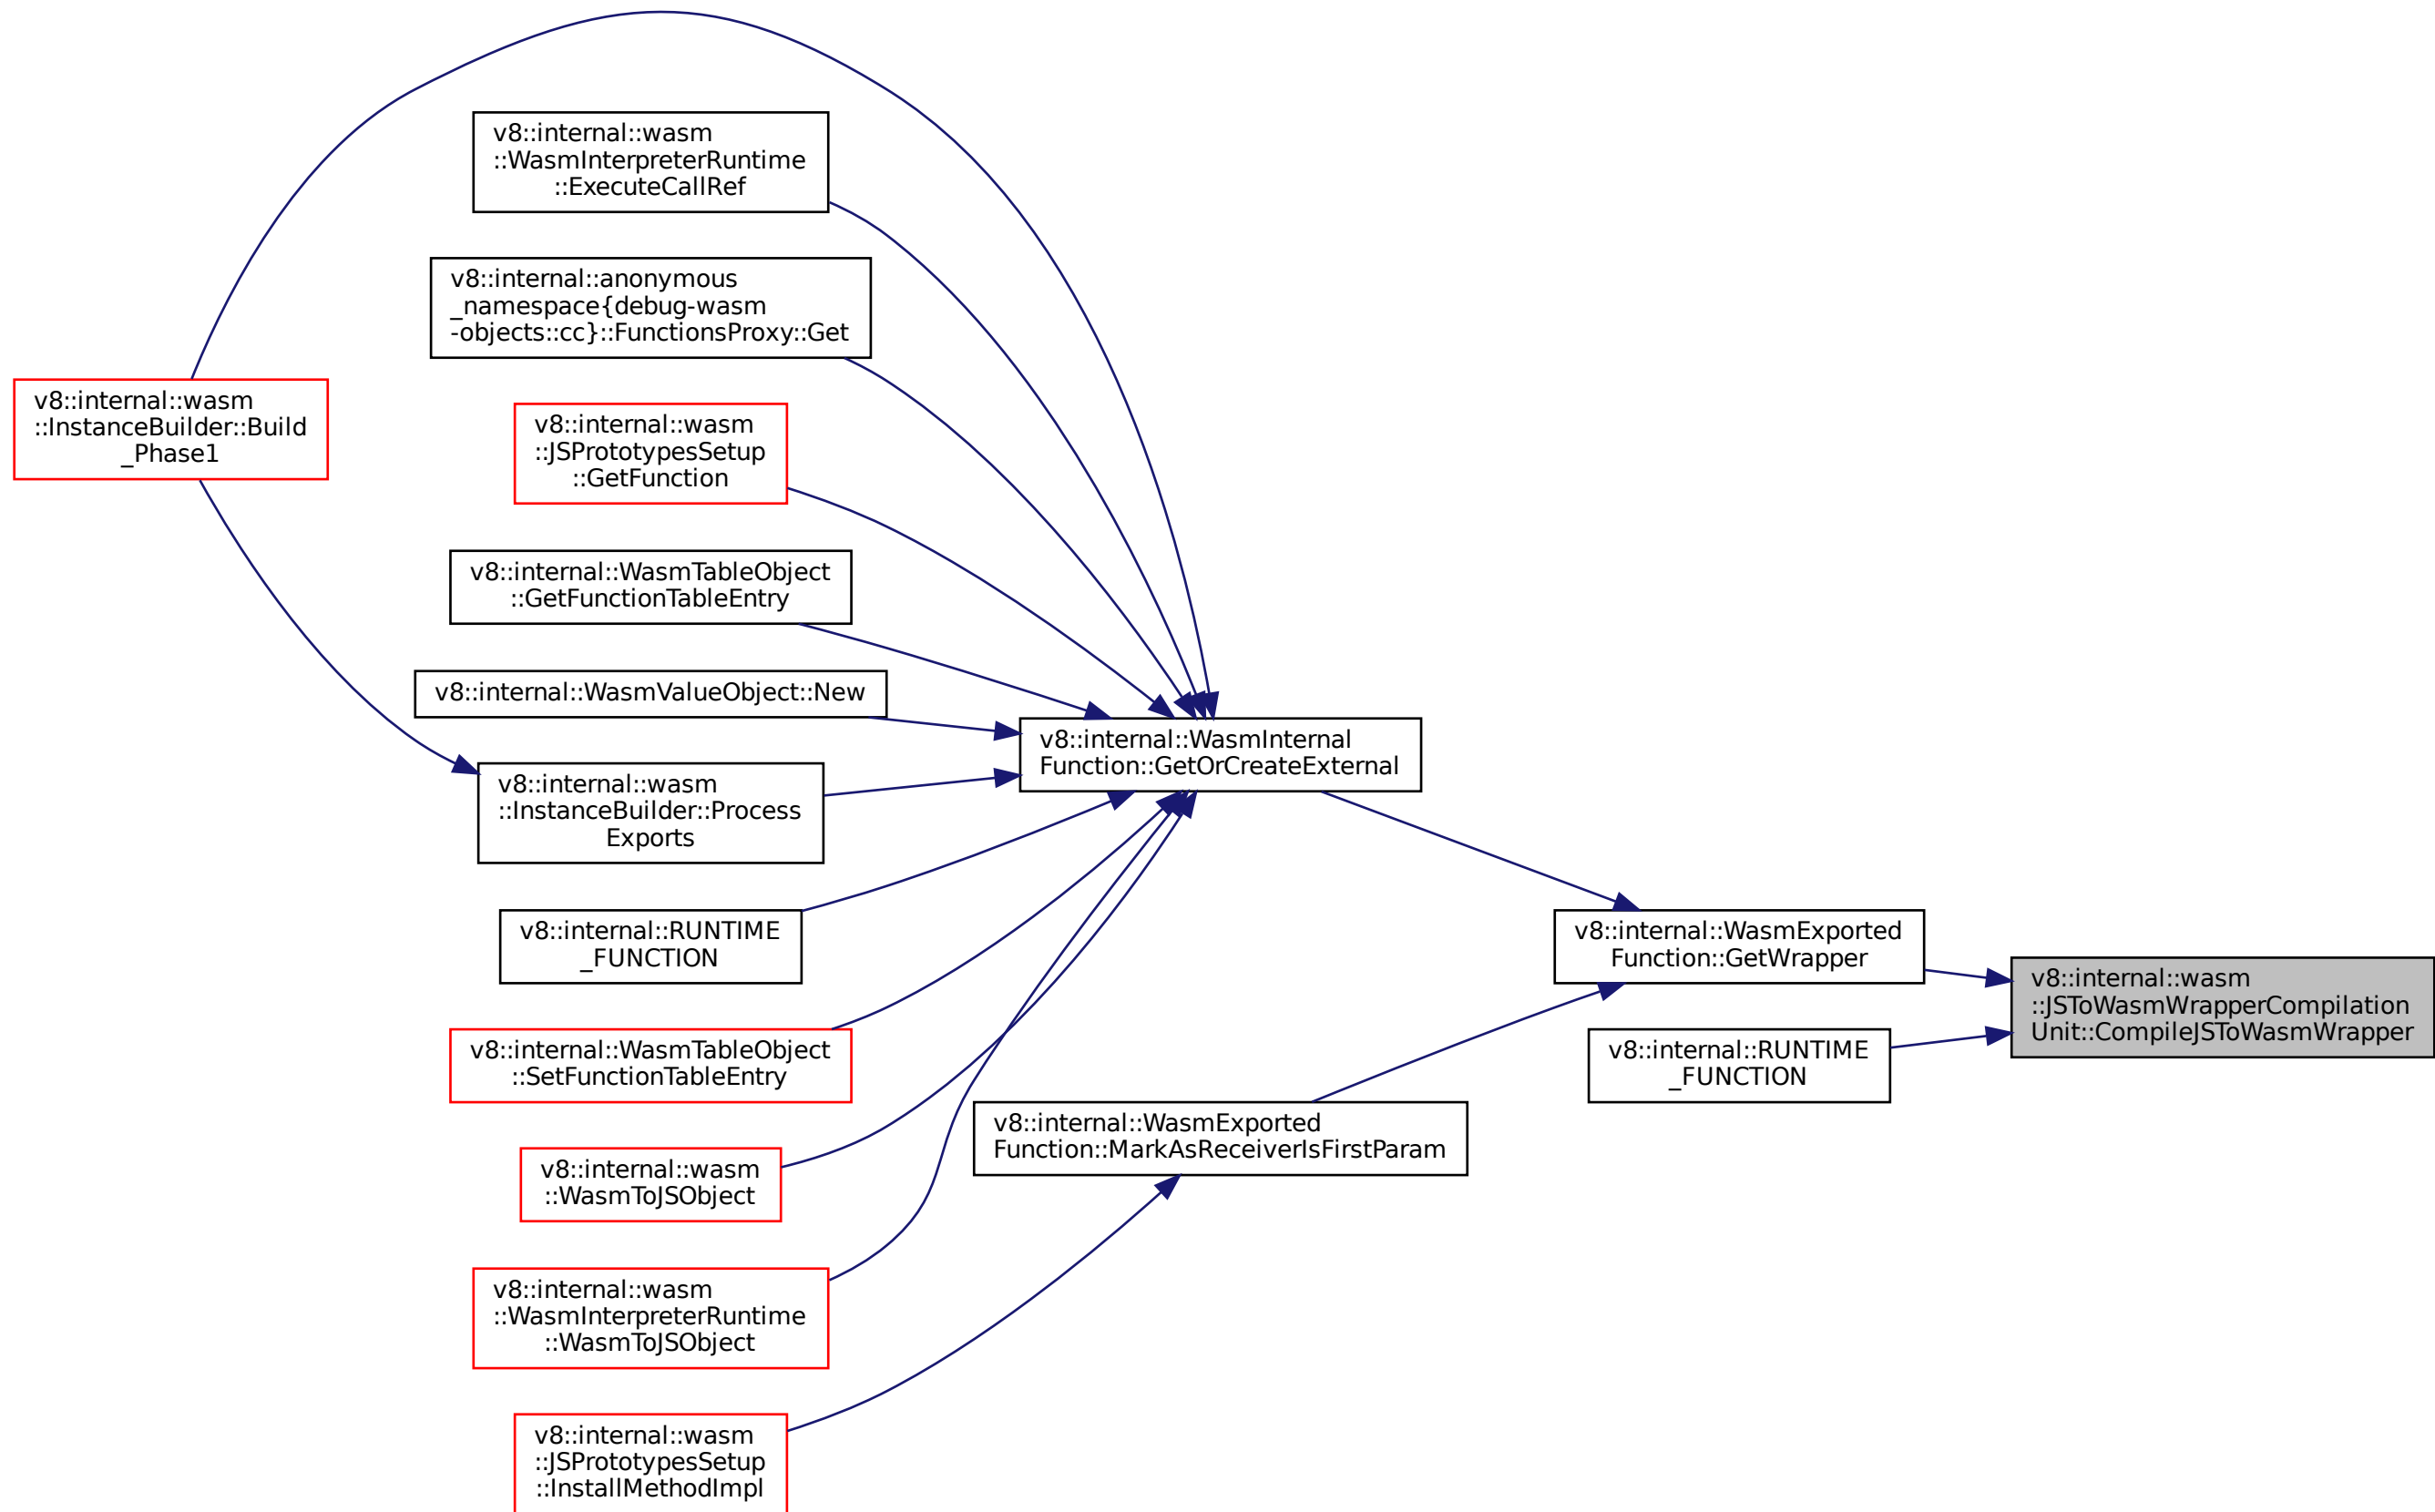 v8::internal::wasm
::WasmInterpreterRuntime
::ExecuteCallRef
v8::internal::anonymous
_namespace{debug-wasm
-objects::cc}::FunctionsProxy::Get
v8::internal::wasm
::InstanceBuilder::Build
_Phase1
v8::internal::wasm
::JSPrototypesSetup
::GetFunction
v8::internal::WasmTableObject
::GetFunctionTableEntry
v8::internal::WasmValueObject::New
v8::internal::WasmInternal
Function::GetOrCreateExternal
v8::internal::wasm
::InstanceBuilder::Process
Exports
v8::internal::RUNTIME
_FUNCTION
v8::internal::WasmExported
Function::GetWrapper
v8::internal::wasm
::JSToWasmWrapperCompilation
Unit::CompileJSToWasmWrapper
v8::internal::WasmTableObject
::SetFunctionTableEntry
v8::internal::RUNTIME
_FUNCTION
v8::internal::WasmExported
Function::MarkAsReceiverIsFirstParam
v8::internal::wasm
::WasmToJSObject
v8::internal::wasm
::WasmInterpreterRuntime
::WasmToJSObject
v8::internal::wasm
::JSPrototypesSetup
::InstallMethodImpl